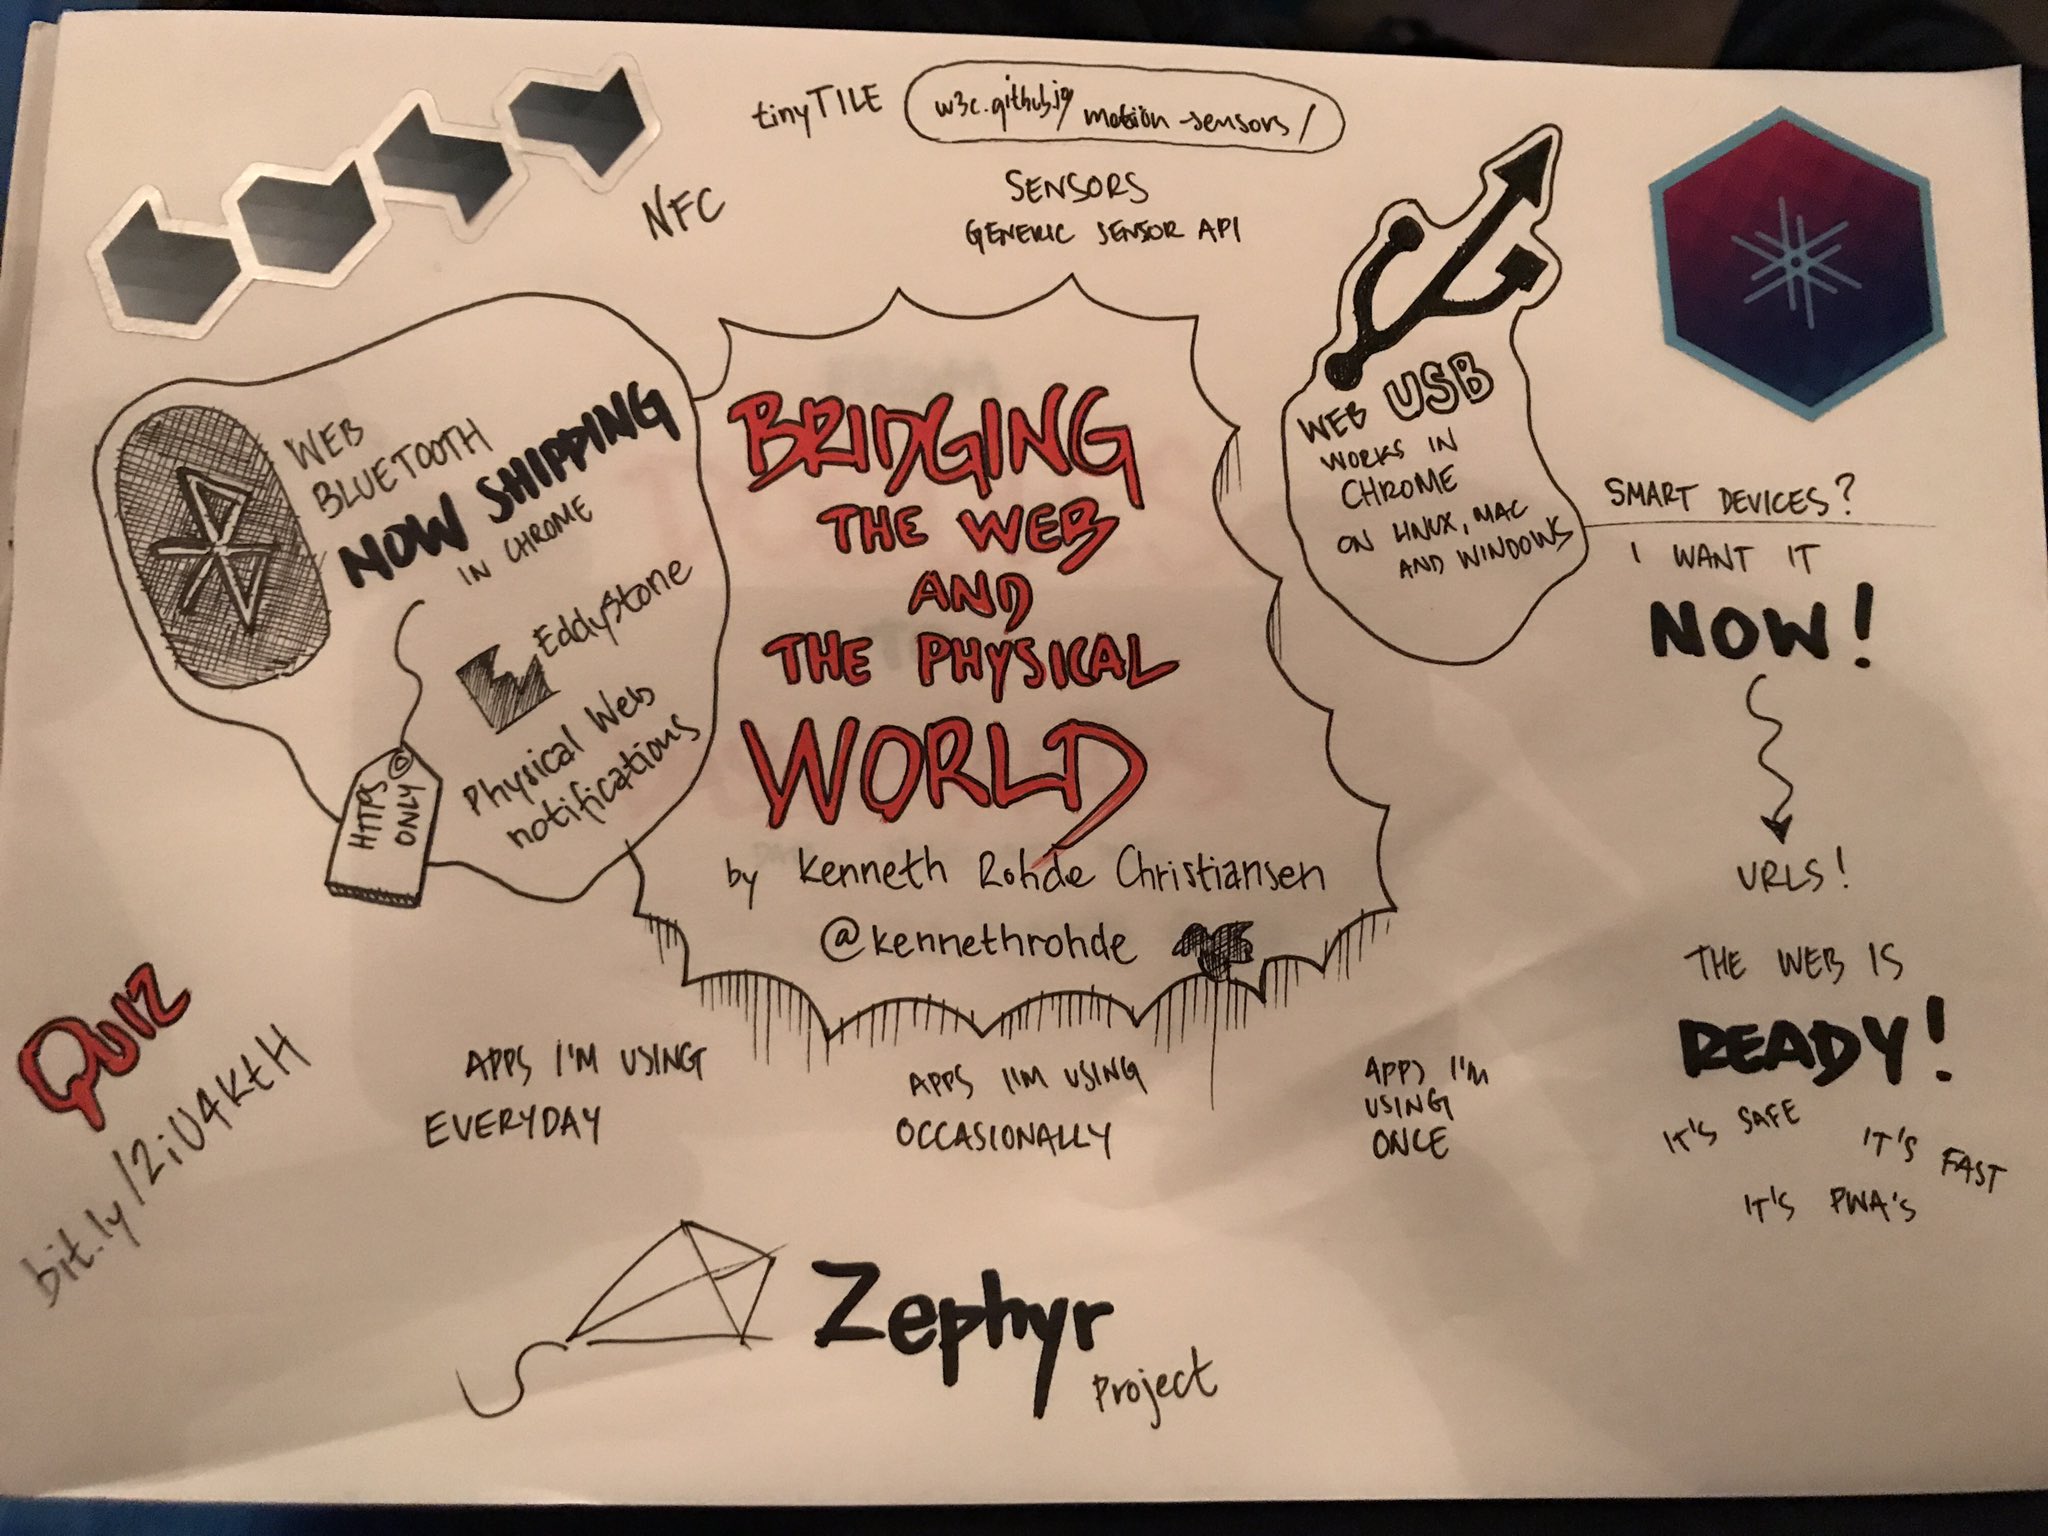 tinyTILE
w3c.github.io/
motion-sensors/
NFC
SENSORS
GENERIC SENSOR API
WEB
BLUETOOTH
NOW SHIPPING
IN CHROME
Eddystone
Physical Web
notifications
HTTPS
ONLY
BRIDGING
THE WEB
AND
THE PHYSICAL
WORLD
by Kenneth Rohde Christiansen
@kennethrohde
WEB USB
WORKS IN
CHROME
ON LINUX, MAC
AND WINDOWS
SMART DEVICES?
I WANT IT
NOW!
URLS!
THE WEB IS
READY!
IT'S SAFE
IT'S FAST
IT'S PWA's
QUIZ
bit.ly/2iU4KtH
APPS I'M USING
EVERYDAY
APPS I'M USING
OCCASIONALLY
APPS I'M
USING
ONCE
Zephyr
Project